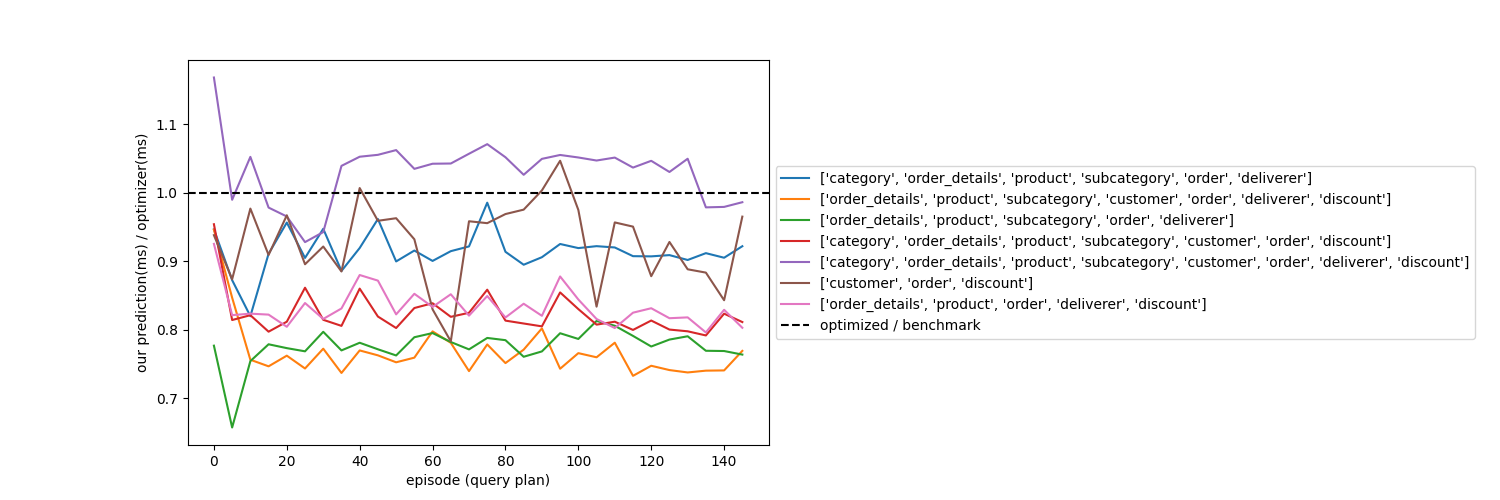 our prediction(ms) / optimizer(ms)
1.1
1.0
0.9
0.8
0.7
0 20 40 60 80 100 120 140
episode (query plan)
['category', 'order_details', 'product', 'subcategory', 'order', 'deliverer']
['order_details', 'product', 'subcategory', 'customer', 'order', 'deliverer', 'discount']
['order_details', 'product', 'subcategory', 'order', 'deliverer']
['category', 'order_details', 'product', 'subcategory', 'customer', 'order', 'discount']
['category', 'order_details', 'product', 'subcategory', 'customer', 'order', 'deliverer', 'discount']
['customer', 'order', 'discount']
['order_details', 'product', 'order', 'deliverer', 'discount']
optimized / benchmark